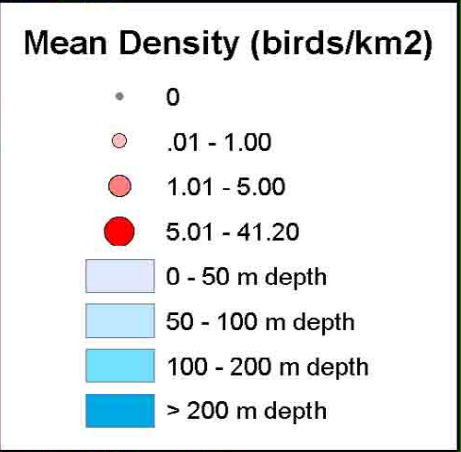 Mean Density (birds/km2)
0
.01 - 1.00
1.01 - 5.00
5.01 - 41.20
0 - 50 m depth
50 - 100 m depth
100 - 200 m depth
> 200 m depth